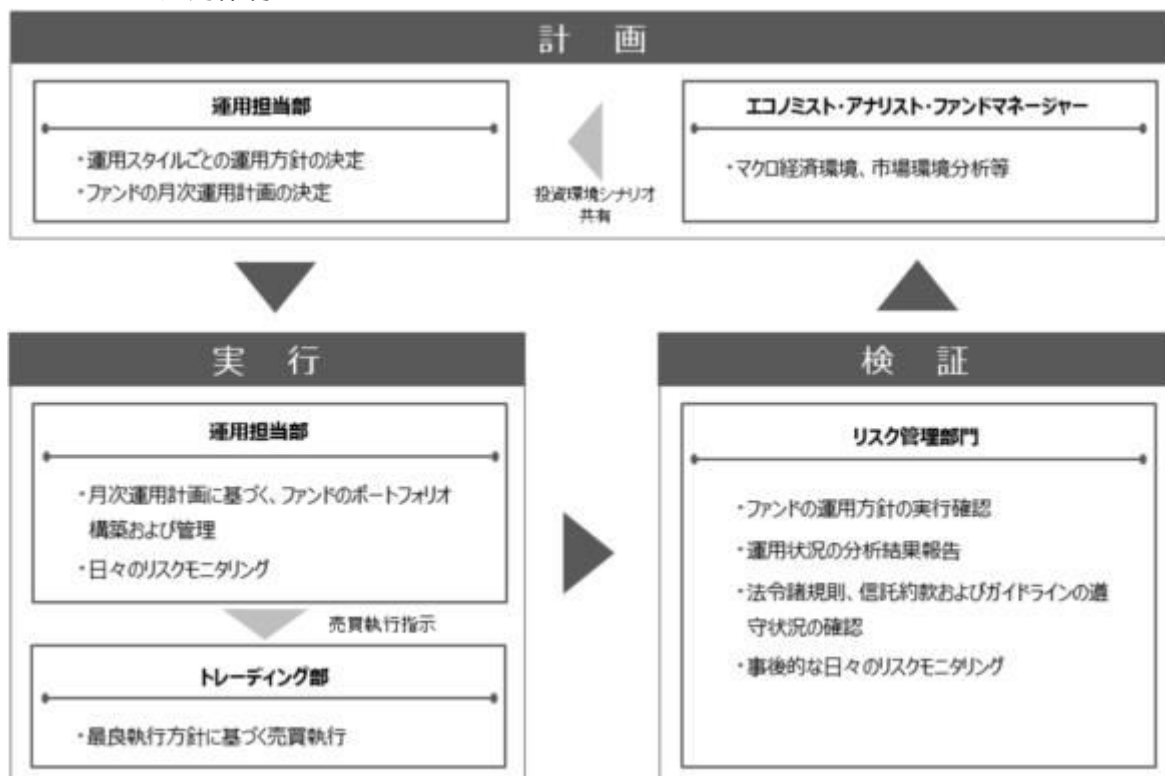 計 画
運用担当部
・運用スタイルごとの運用方針の決定
・ファンドの月次運用計画の決定
投資環境シナリオ
共有
エコノミスト・アナリスト・ファンドマネージャー
・マクロ経済環境、市場環境分析等
実 行
運用担当部
・月次運用計画に基づく、ファンドのポートフォリオ
構築および管理
・日々のリスクモニタリング
売買執行指示
トレーディング部
・最良執行方針に基づく売買執行
検 証
リスク管理部門
・ファンドの運用方針の実行確認
・運用状況の分析結果報告
・法令諸規則、信託約款およびガイドラインの遵
守状況の確認
・事後的な日々のリスクモニタリング